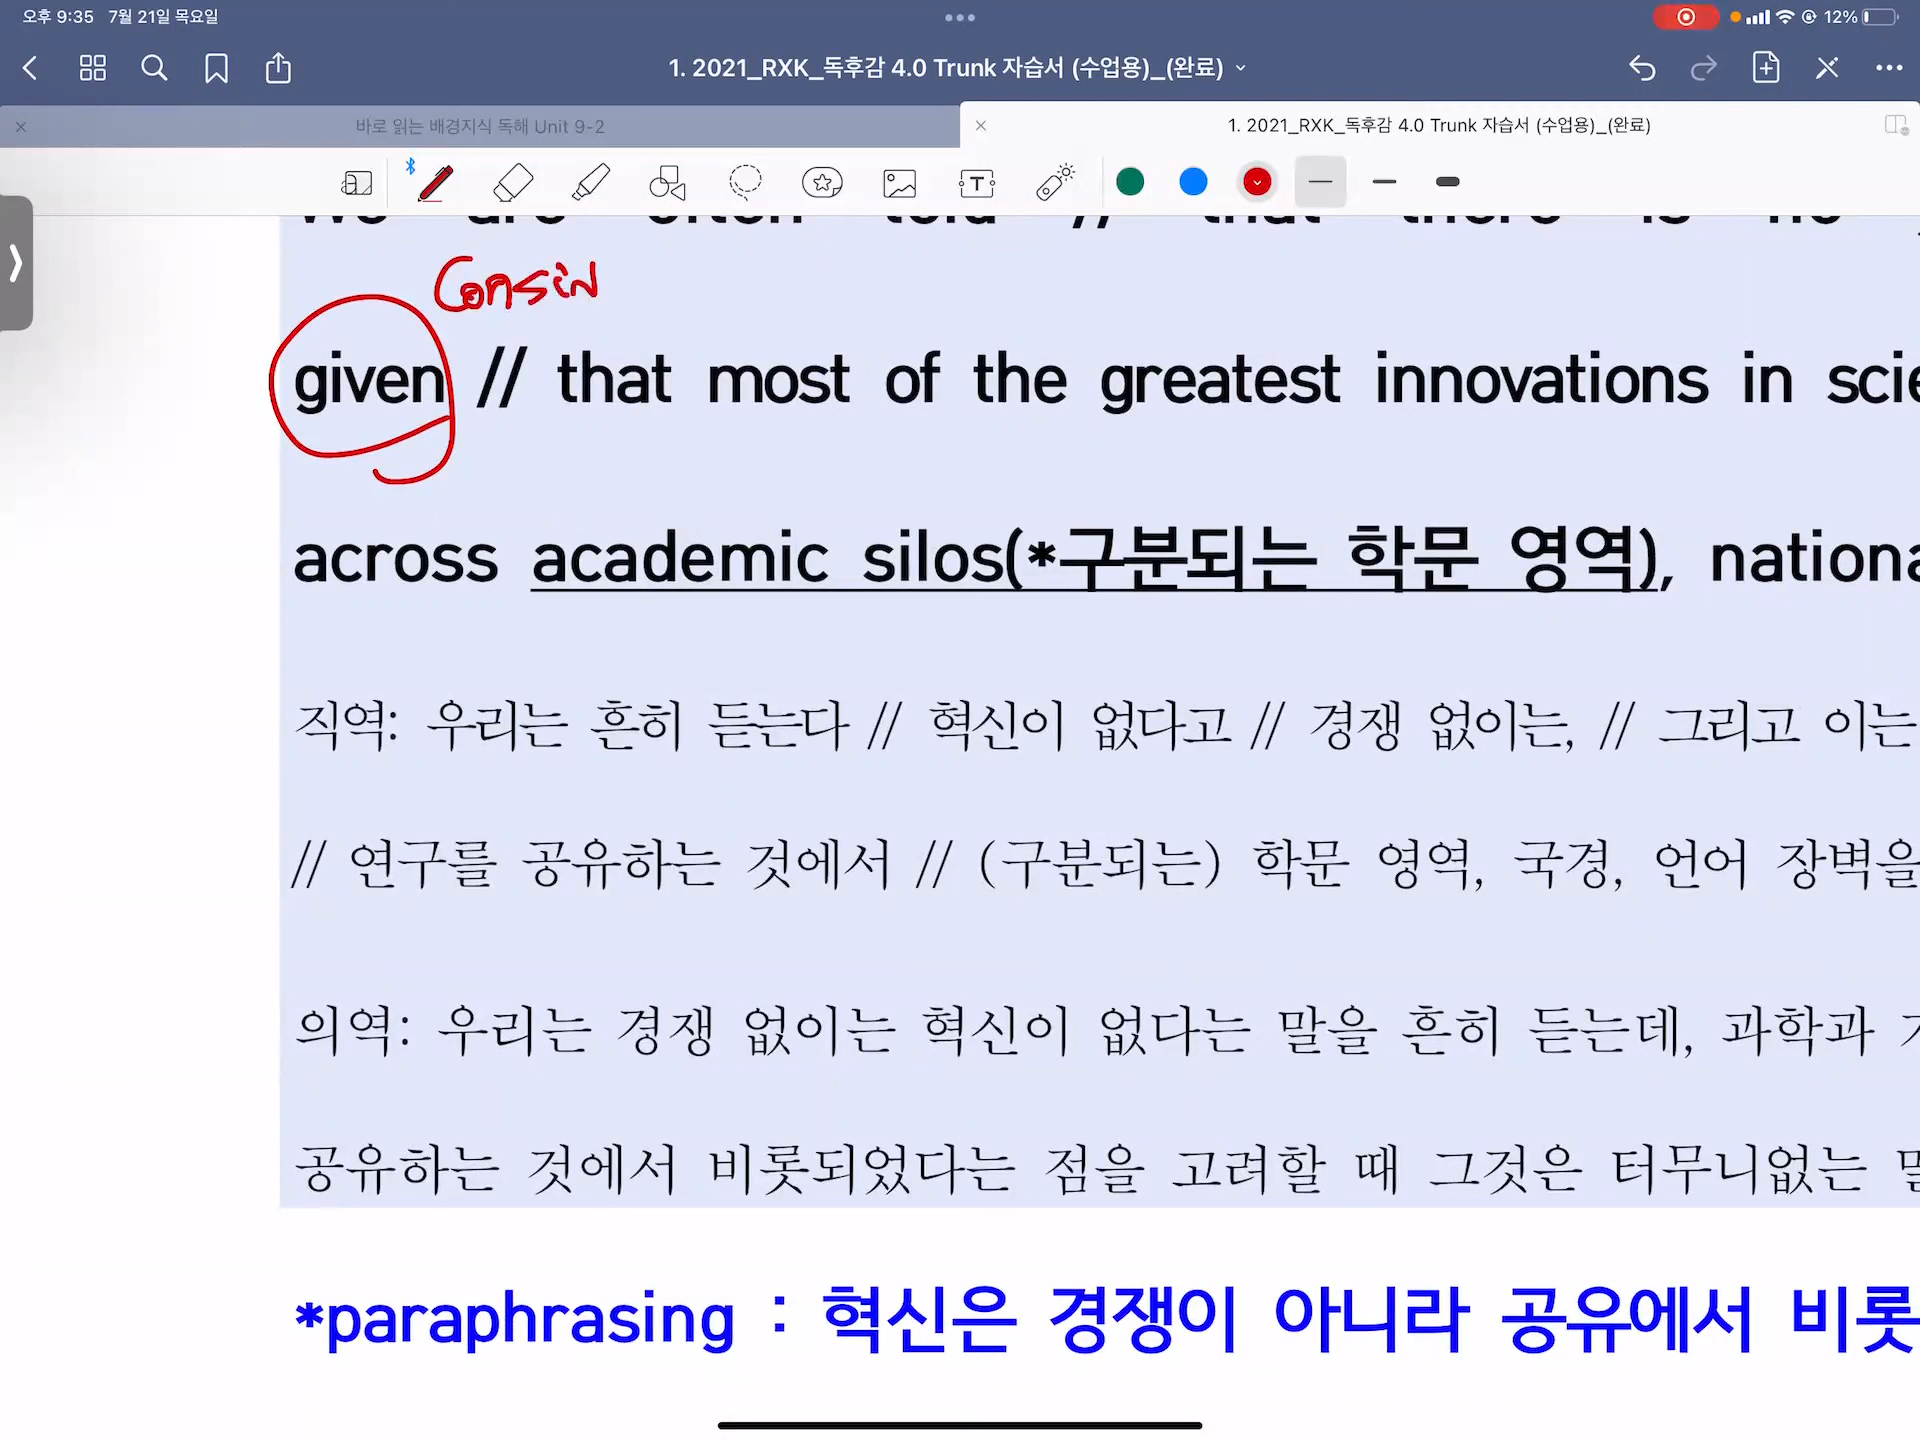 오후 9:35 7월 21일 목요일
12%
1. 2021_RXK_독후감 4.0 Trunk 자습서 (수업용)_(완료)
바로 읽는 배경지식 독해 Unit 9-2
1. 2021_RXK_독후감 4.0 Trunk 자습서 (수업용)_(완료)
We are often told // that there is no
Consid
given // that most of the greatest innovations in scie
across academic silos(*구분되는 학문 영역), nationa
직역: 우리는 흔히 듣는다 // 혁신이 없다고 // 경쟁 없이는, // 그리고 이는
// 연구를 공유하는 것에서 // (구분되는) 학문 영역, 국경, 언어 장벽을
의역: 우리는 경쟁 없이는 혁신이 없다는 말을 흔히 듣는데, 과학과
공유하는 것에서 비롯되었다는 점을 고려할 때 그것은 터무니없는
*paraphrasing : 혁신은 경쟁이 아니라 공유에서 비롯